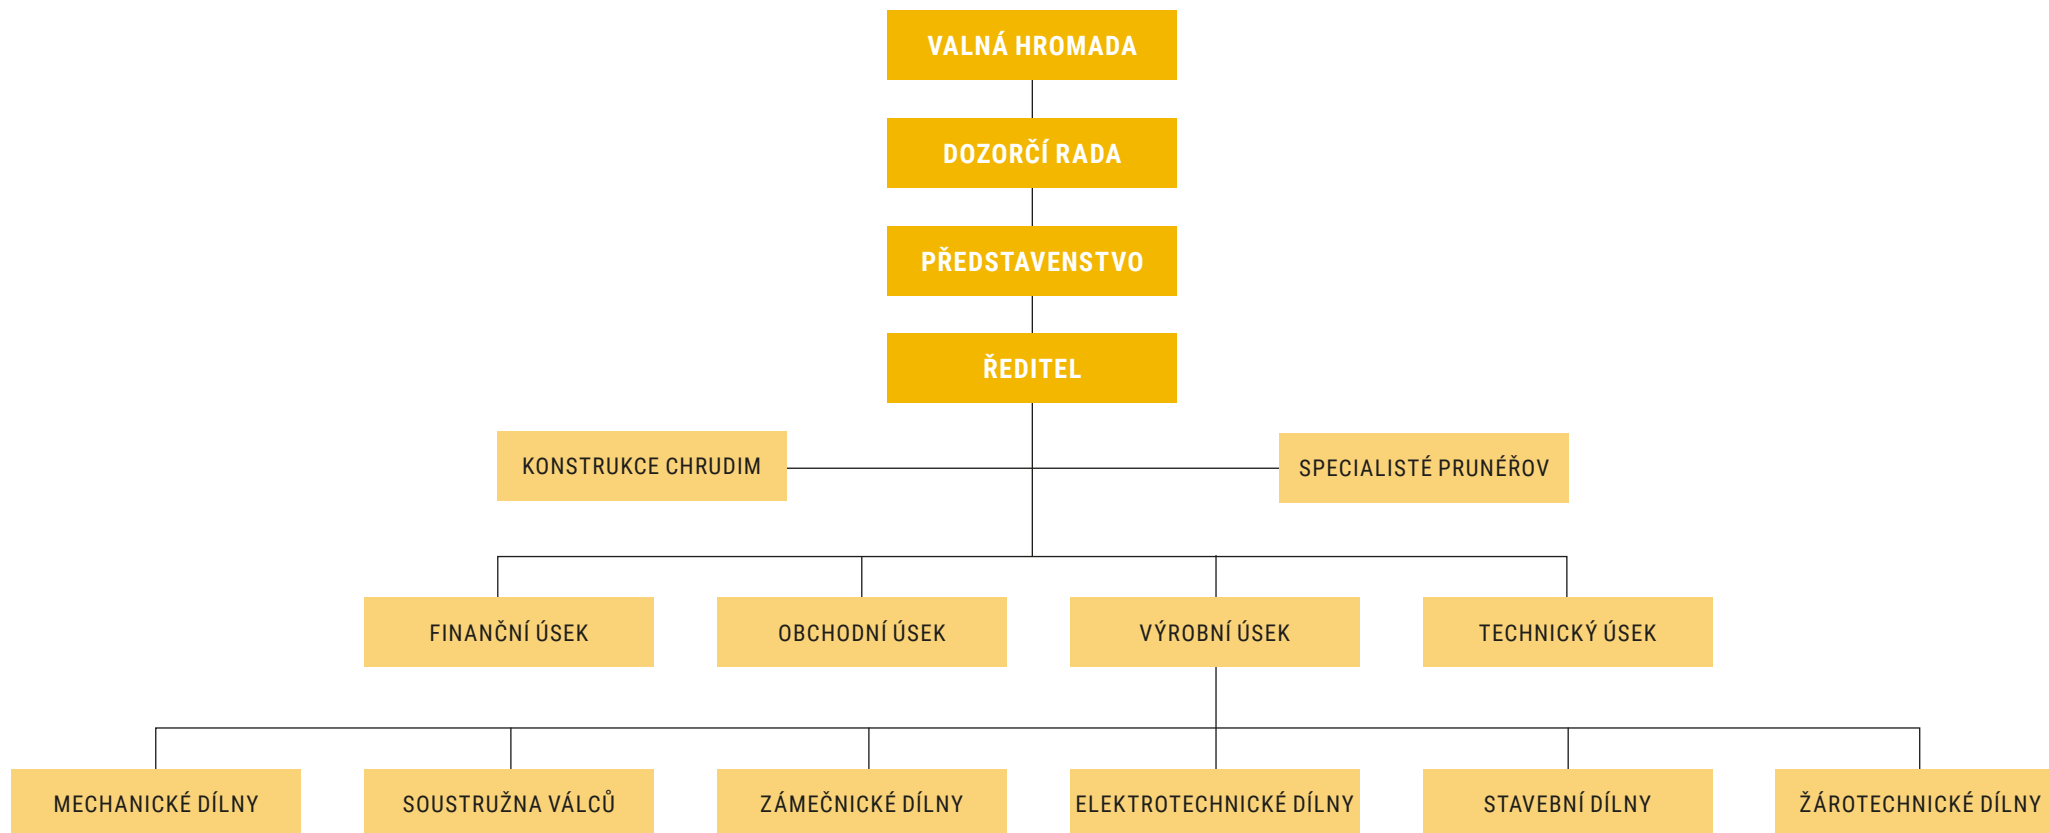 VALNÁ HROMADA
DOZORČÍ RADA
PŘEDSTAVENSTVO
ŘEDITEL
KONSTRUKCE CHRUDIM
SPECIALISTÉ PRUNÉŘOV
FINANČNÍ ÚSEK
OBCHODNÍ ÚSEK
VÝROBNÍ ÚSEK
TECHNICKÝ ÚSEK
MECHANICKÉ DÍLNY
SOUSTRUŽNA VÁLCŮ
ZÁMEČNICKÉ DÍLNY
ELEKTROTECHNICKÉ DÍLNY
STAVEBNÍ DÍLNY
ŽÁROTECHNICKÉ DÍLNY